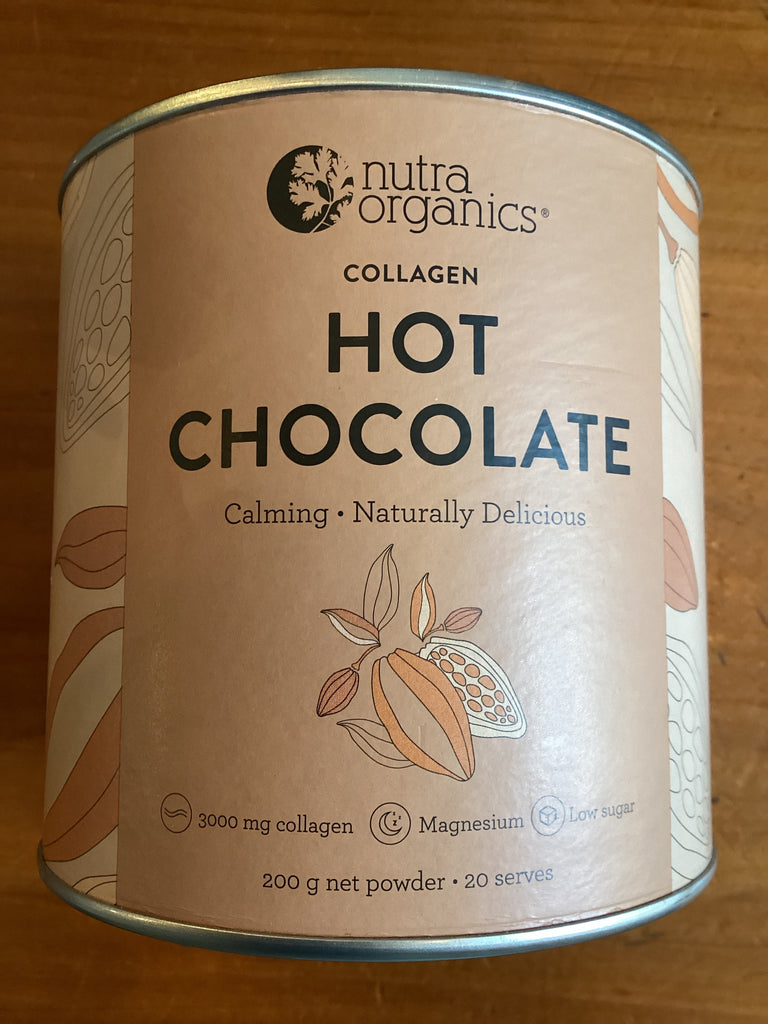 nutra
organics®
COLLAGEN
HOT
CHOCOLATE
Calming • Naturally Delicious
3000 mg collagen Magnesium Low sugar
200 g net powder • 20 serves